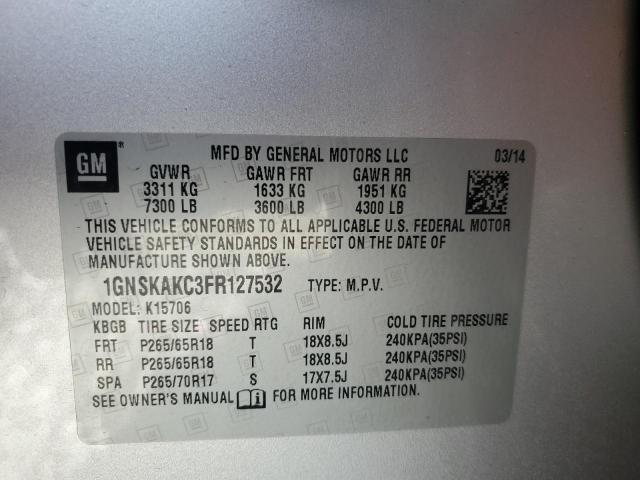 GM ® MFD BY GENERAL MOTORS LLC 03/14
GVWR GAWR FRT GAWR RR
3311 KG 1633 KG 1951 KG
7300 LB 3600 LB 4300 LB
THIS VEHICLE CONFORMS TO ALL APPLICABLE U.S. FEDERAL MOTOR
VEHICLE SAFETY STANDARDS IN EFFECT ON THE DATE OF
MANUFACTURE SHOWN ABOVE.
1GNSKAKC3FR127532 TYPE: M.P.V.
MODEL: K15706
KBGB TIRE SIZE SPEED RTG RIM COLD TIRE PRESSURE
FRT P265/65R18 T 18X8.5J 240KPA(35PSI)
RR P265/65R18 T 18X8.5J 240KPA(35PSI)
SPA P265/70R17 S 17X7.5J 240KPA(35PSI)
SEE OWNER'S MANUAL i FOR MORE INFORMATION.